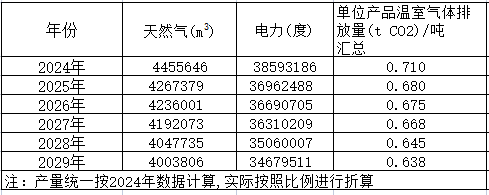 年份 天然气(m³) 电力(度) 单位产品温室气体排放量(t CO2)/吨汇总
2024年 4455646 38593186 0.710
2025年 4267379 36962488 0.680
2026年 4236001 36690705 0.675
2027年 4192073 36310209 0.668
2028年 4047735 35060007 0.645
2029年 4003806 34679511 0.638
注：产量统一按2024年数据计算,实际按照比例进行折算